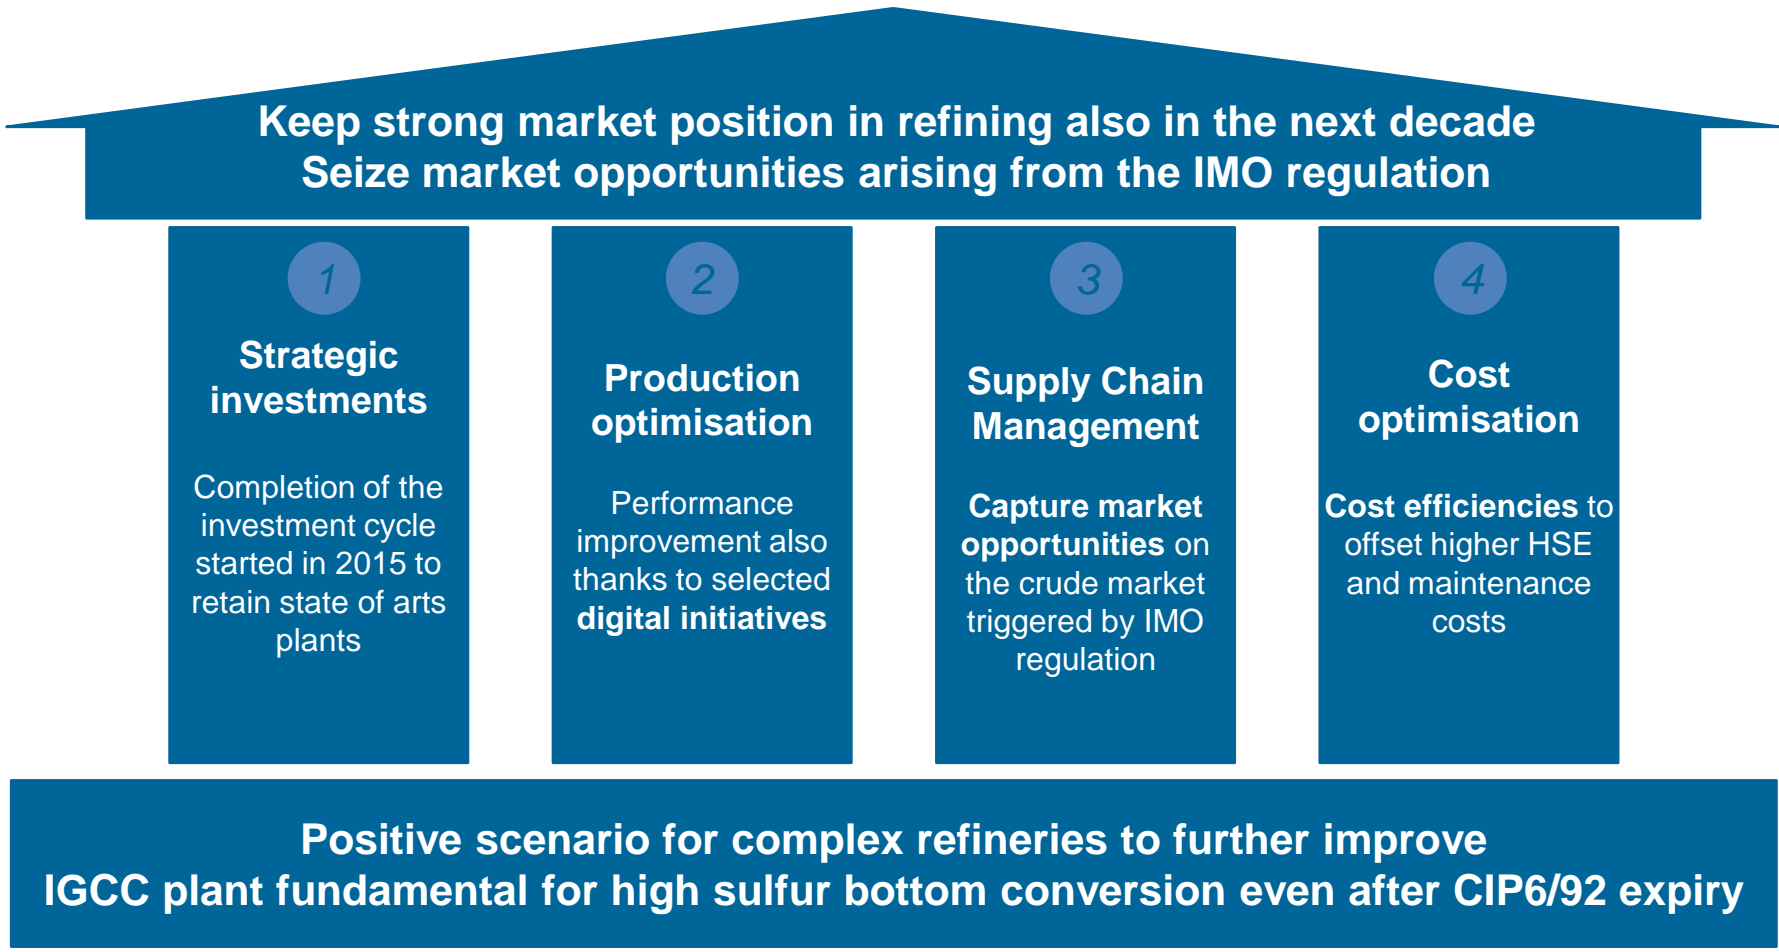 Keep strong market position in refining also in the next decade
Seize market opportunities arising from the IMO regulation
1
Strategic
investments
Completion of the
investment cycle
started in 2015 to
retain state of arts
plants
2
Production
optimisation
Performance
improvement also
thanks to selected
digital initiatives
3
Supply Chain
Management
Capture market
opportunities on
the crude market
triggered by IMO
regulation
4
Cost
optimisation
Cost efficiencies to
offset higher HSE
and maintenance
costs
Positive scenario for complex refineries to further improve
IGCC plant fundamental for high sulfur bottom conversion even after CIP6/92 expiry